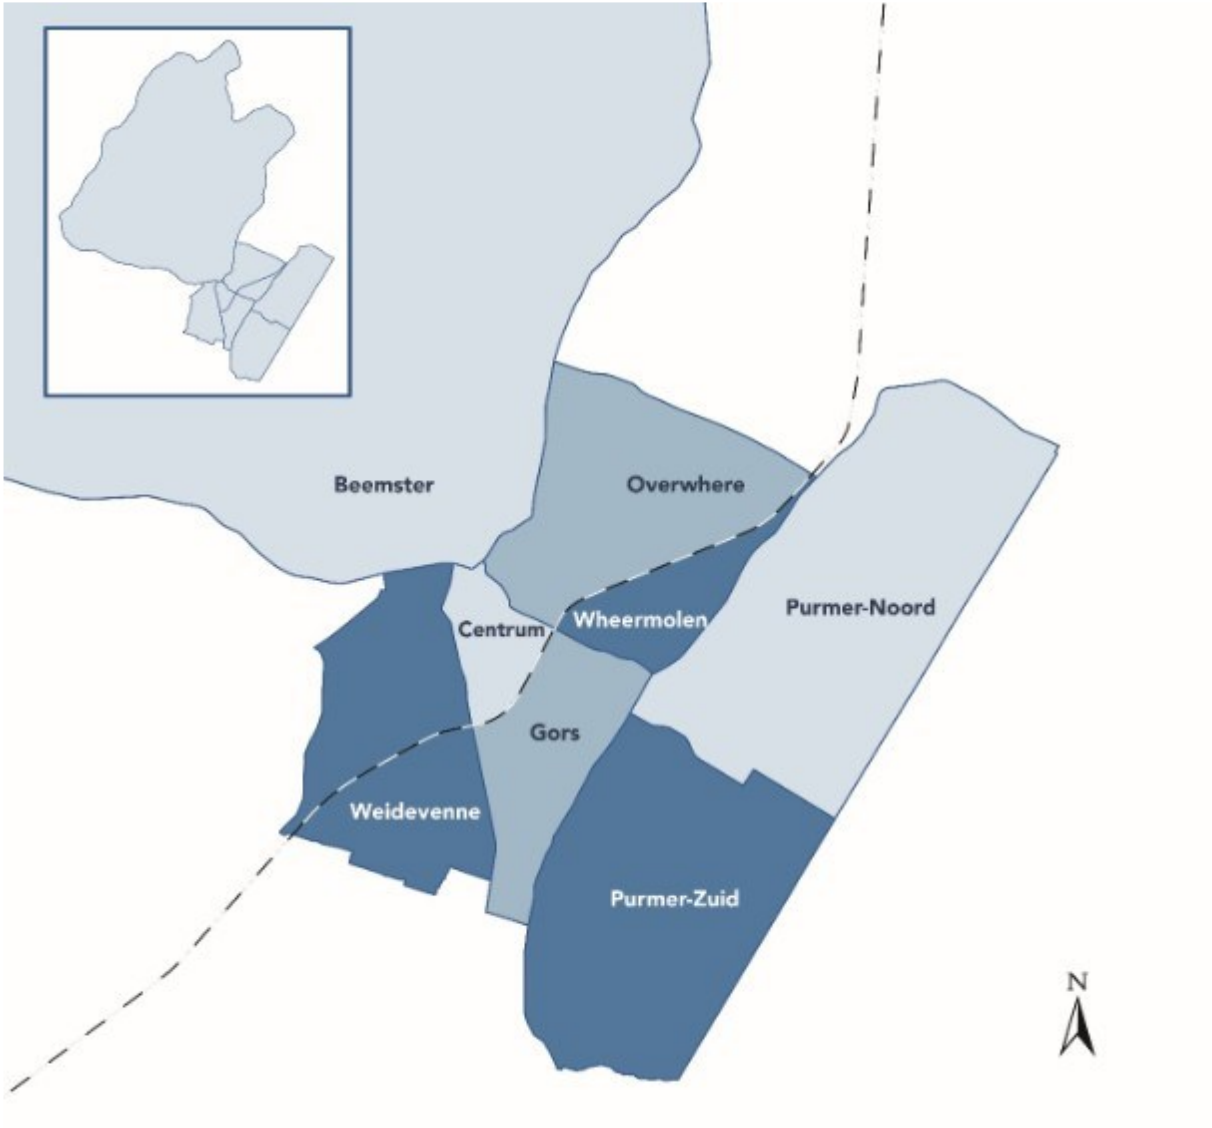 Beemster
Overwhere
Purmer-Noord
Wheermolen
Centrum
Gors
Weidevenne
Purmer-Zuid
N